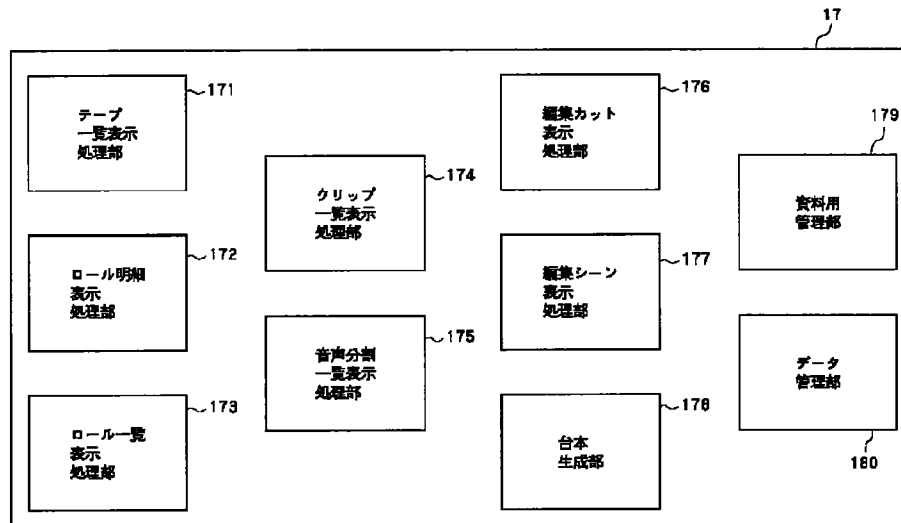 17
171
テープ
一覧表示
処理部
172
ロール明細
表示
処理部
173
ロール一覧
表示
処理部
174
クリップ
一覧表示
処理部
175
音声分割
一覧表示
処理部
176
編集カット
表示
処理部
177
編集シーン
表示
処理部
178
台本
生成部
179
資料用
管理部
データ
管理部
180